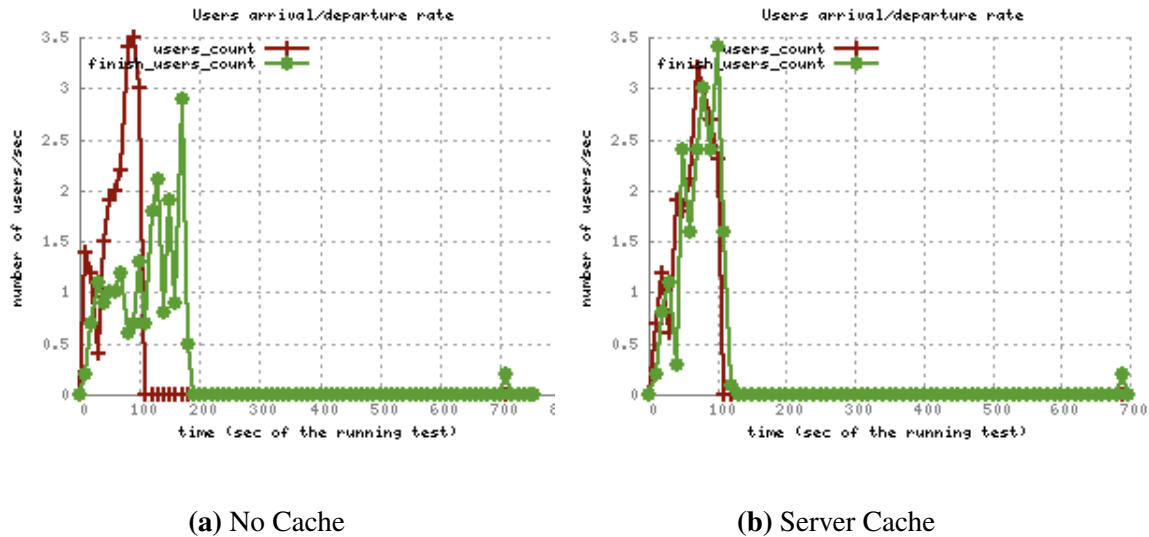 Users arrival/departure rate
users_count
finish_users_count
3.5
3
2.5
2
1.5
1
0.5
0
number of users/sec
0 100 200 300 400 500 600 700 8
time (sec of the running test)
(a) No Cache
Users arrival/departure rate
users_count
finish_users_count
3.5
3
2.5
2
1.5
1
0.5
0
number of users/sec
0 100 200 300 400 500 600 700
time (sec of the running test)
(b) Server Cache